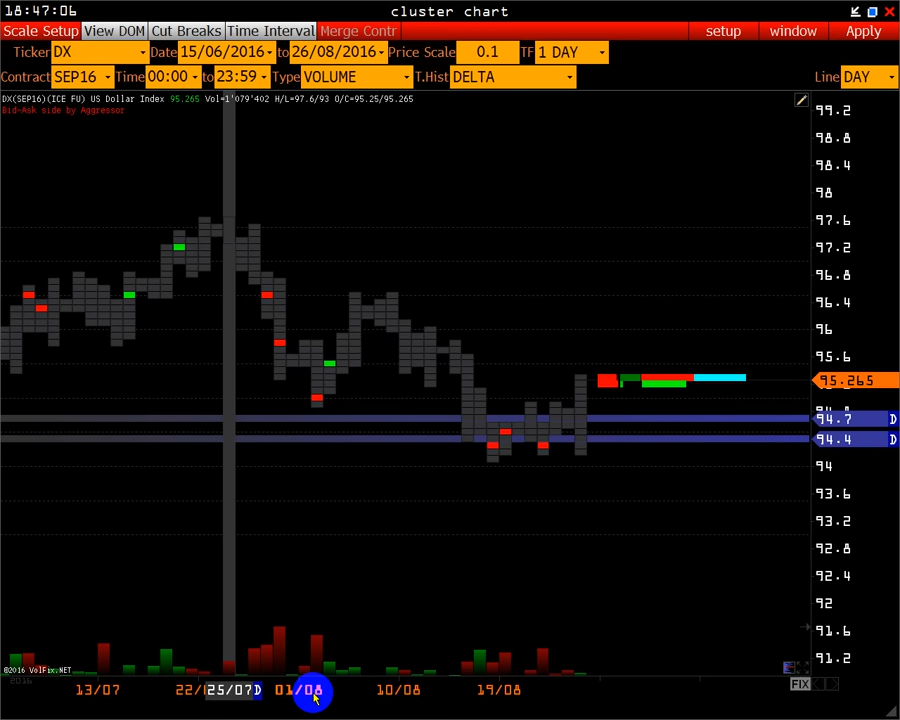 18:47:06 cluster chart
Scale Setup View DOM Cut Breaks Time Interval Merge Contr setup window Apply
Ticker DX Date 15/06/2016 to 26/08/2016 Price Scale 0.1 TF 1 DAY
Contract SEP16 Time 00:00 to 23:59 Type VOLUME T.Hist DELTA Line DAY
DX(SEP16)(ICE FU) US Dollar Index 95.265 Vol=1'079'402 H/L=97.6/93 O/C=95.25/95.265
Bid-Ask side by Aggressor
99.2
98.8
98.4
98
97.6
97.2
96.8
96.4
96
95.6
95.265
94.7 D
94.4 D
94
93.6
93.2
92.8
92.4
92
91.6
91.2
©2016 VolFix.NET
2016
FIX
13/07 22/ 25/07 D 01/08 10/08 19/08